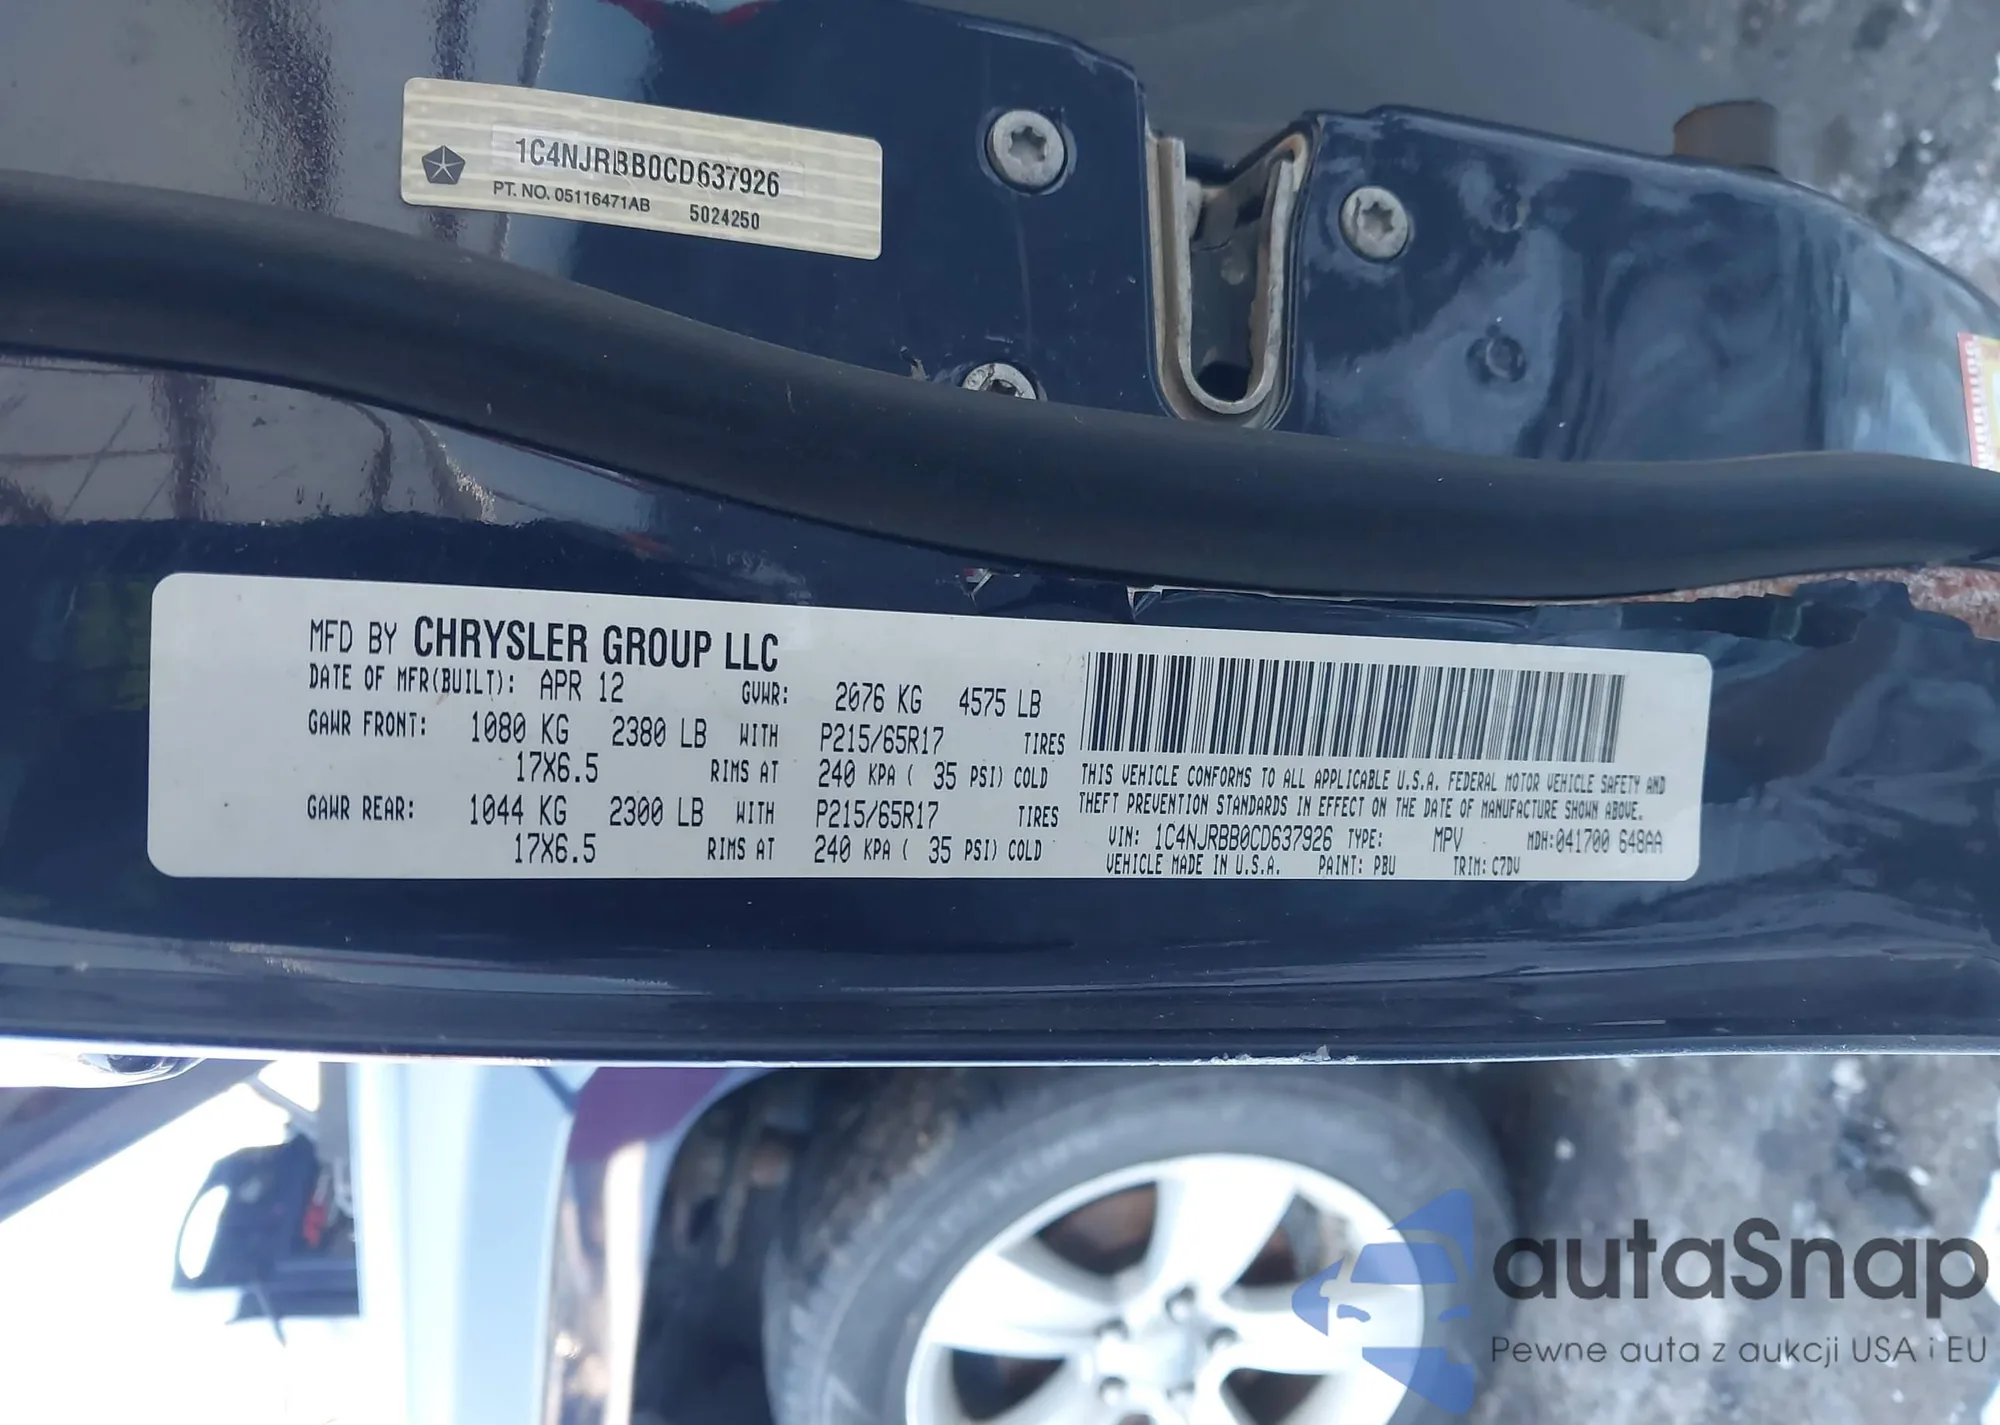 1C4NJRBB0CD637926
PT. NO. 05116471AB 5024250
MFD BY CHRYSLER GROUP LLC
DATE OF MFR(BUILT): APR 12 GVWR: 2076 KG 4575 LB
GAWR FRONT: 1080 KG 2380 LB WITH P215/65R17 TIRES
17X6.5 RIMS AT 240 KPA ( 35 PSI) COLD
GAWR REAR: 1044 KG 2300 LB WITH P215/65R17 TIRES
17X6.5 RIMS AT 240 KPA ( 35 PSI) COLD
THIS VEHICLE CONFORMS TO ALL APPLICABLE U.S.A. FEDERAL MOTOR VEHICLE SAFETY AND
THEFT PREVENTION STANDARDS IN EFFECT ON THE DATE OF MANUFACTURE SHOWN ABOVE.
VIN: 1C4NJRBB0CD637926 TYPE: MPV MDH:041700 648AA
VEHICLE MADE IN U.S.A. PAINT: PBU TRIM: C7DV
autaSnap
Pewne auta z aukcji USA i EU